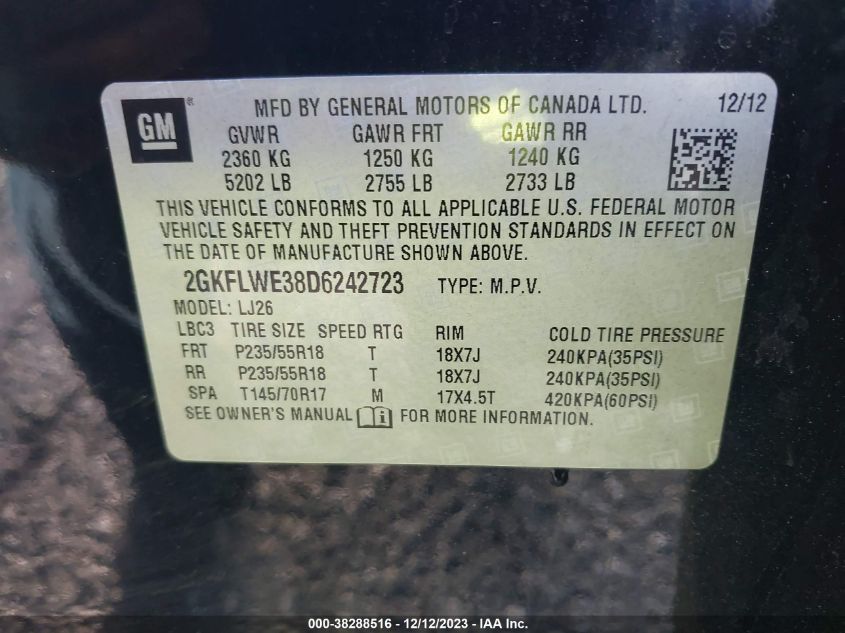 GM® MFD BY GENERAL MOTORS OF CANADA LTD. 12/12
GVWR GAWR FRT GAWR RR
2360 KG 1250 KG 1240 KG
5202 LB 2755 LB 2733 LB
THIS VEHICLE CONFORMS TO ALL APPLICABLE U.S. FEDERAL MOTOR
VEHICLE SAFETY AND THEFT PREVENTION STANDARDS IN EFFECT ON
THE DATE OF MANUFACTURE SHOWN ABOVE.
2GKFLWE38D6242723 TYPE: M.P.V.
MODEL: LJ26
LBC3 TIRE SIZE SPEED RTG RIM COLD TIRE PRESSURE
FRT P235/55R18 T 18X7J 240KPA(35PSI)
RR P235/55R18 T 18X7J 240KPA(35PSI)
SPA T145/70R17 M 17X4.5T 420KPA(60PSI)
SEE OWNER'S MANUAL i FOR MORE INFORMATION.
000-38288516 - 12/12/2023 - IAA Inc.